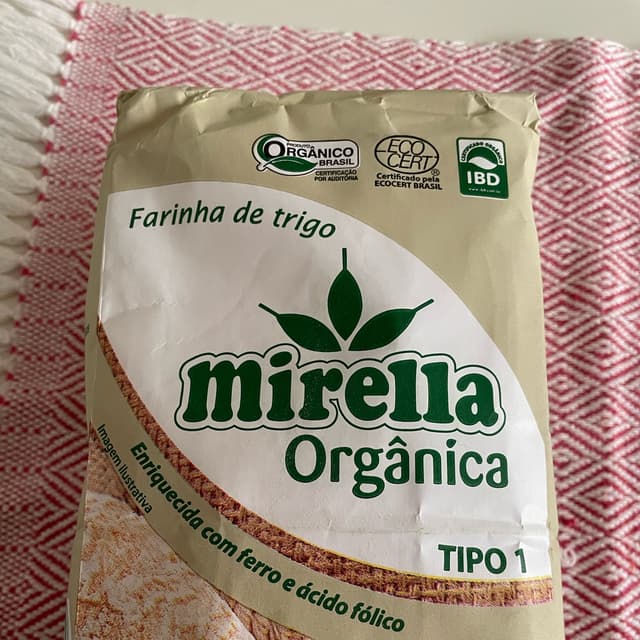 PRODUTO
ORGÂNICO
BRASIL
CERTIFICAÇÃO
POR AUDITORIA
ECO
CERT
®
Certificado pela
ECOCERT BRASIL
IBD
Farinha de trigo
mirella
Orgânica
TIPO 1
Enriquecida com ferro e ácido fólico
Imagem ilustrativa